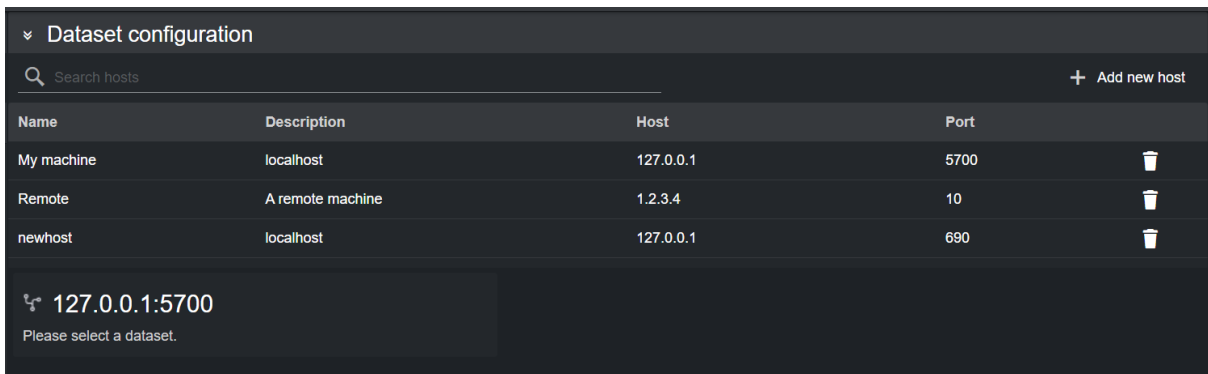 Dataset configuration
Search hosts
Add new host
Name Description Host Port
My machine localhost 127.0.0.1 5700
Remote A remote machine 1.2.3.4 10
newhost localhost 127.0.0.1 690
127.0.0.1:5700
Please select a dataset.